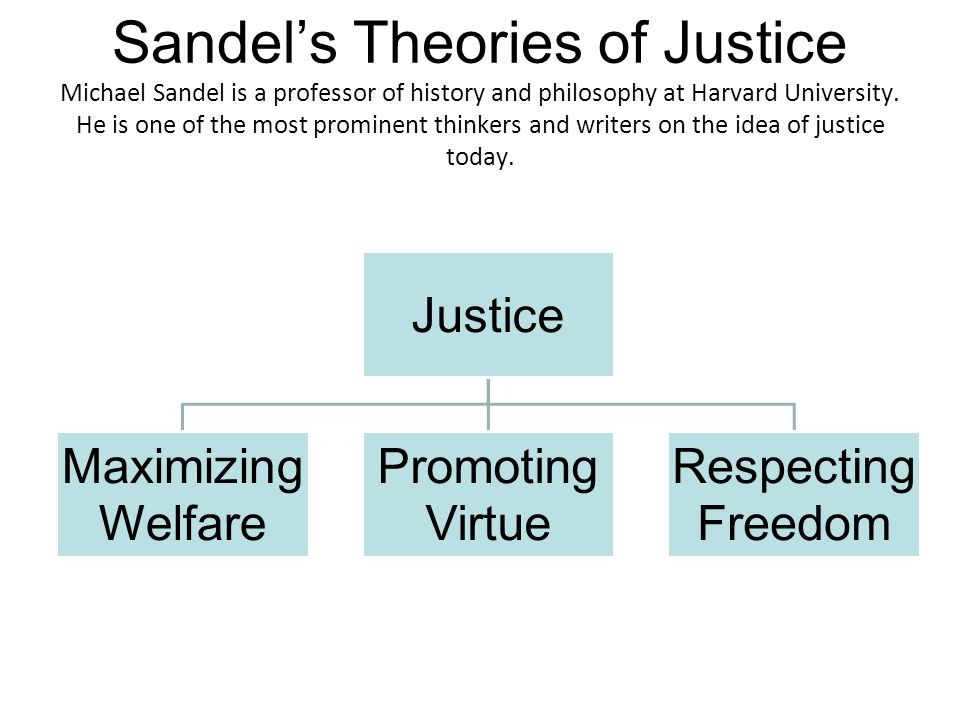 Sandel’s Theories of Justice
Michael Sandel is a professor of history and philosophy at Harvard University.
He is one of the most prominent thinkers and writers on the idea of justice
today.
Justice
Maximizing
Welfare
Promoting
Virtue
Respecting
Freedom